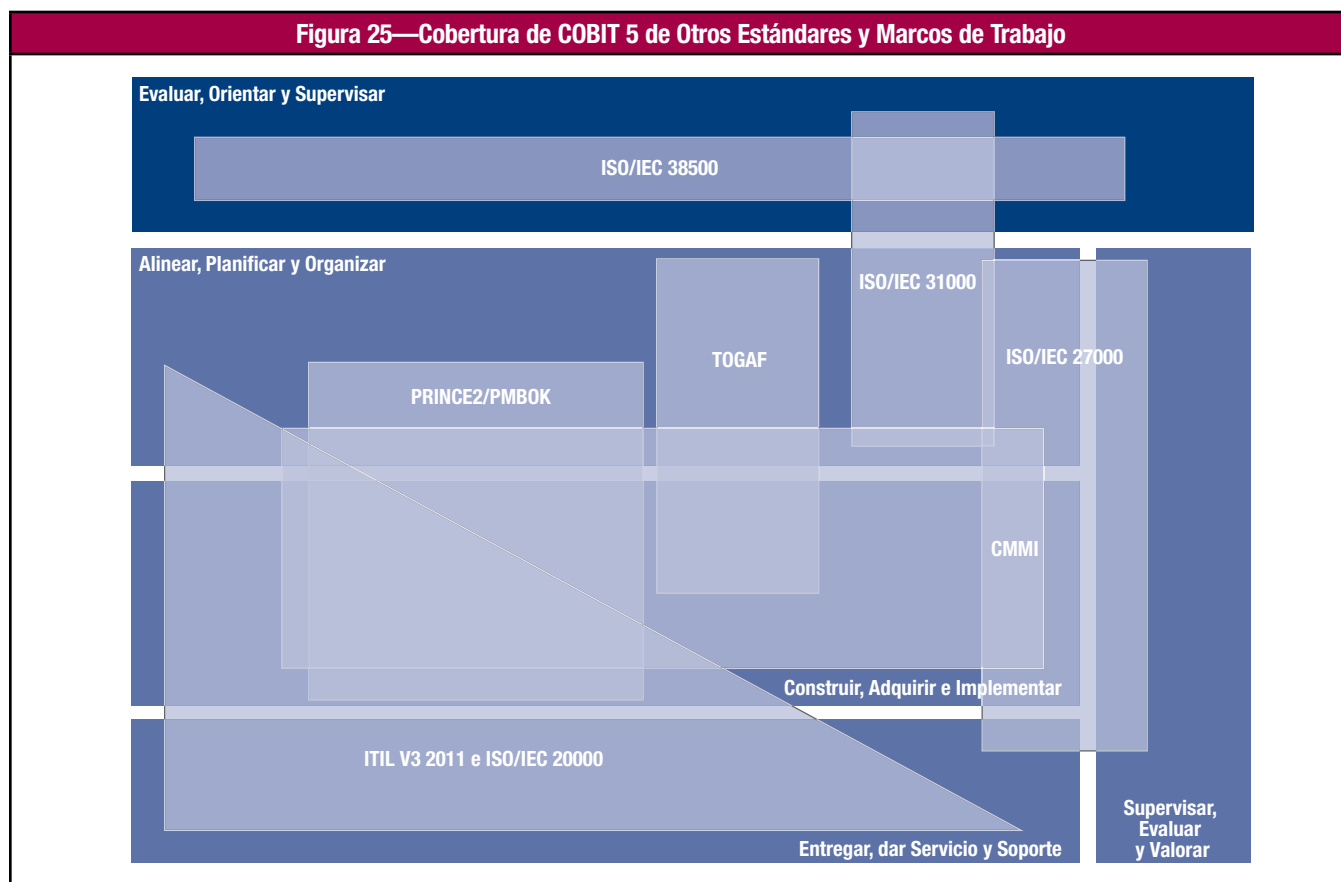 Figura 25—Cobertura de COBIT 5 de Otros Estándares y Marcos de Trabajo
Evaluar, Orientar y Supervisar
ISO/IEC 38500
Alinear, Planificar y Organizar
ISO/IEC 31000
TOGAF
ISO/IEC 27000
PRINCE2/PMBOK
CMMI
Construir, Adquirir e Implementar
ITIL V3 2011 e ISO/IEC 20000
Entregar, dar Servicio y Soporte
Supervisar,
Evaluar
y Valorar